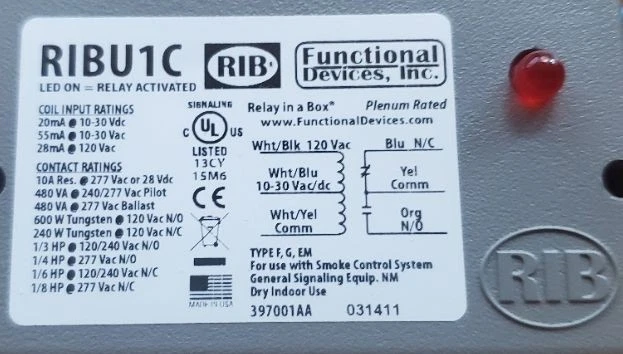 RIBU1C
LED ON = RELAY ACTIVATED
RIB®
Functional
Devices, Inc.
COIL INPUT RATINGS
20mA @ 10-30 Vdc
55mA @ 10-30 Vac
28mA @ 120 Vac
CONTACT RATINGS
10A Res. @ 277 Vac or 28 Vdc
480 VA @ 240/277 Vac Pilot
480 VA @ 277 Vac Ballast
600 W Tungsten @ 120 Vac N/O
240 W Tungsten @ 120 Vac N/C
1/3 HP @ 120/240 Vac N/O
1/4 HP @ 277 Vac N/O
1/6 HP @ 120/240 Vac N/C
1/8 HP @ 277 Vac N/C
SIGNALING
C UL US
LISTED
13CY
15M6
CE
MADE IN USA
Relay in a Box® Plenum Rated
www.FunctionalDevices.com
Wht/Blk 120 Vac
Wht/Blu
10-30 Vac/dc
Wht/Yel
Comm
Blu N/C
Yel
Comm
Org
N/O
TYPE F, G, EM
For use with Smoke Control System
General Signaling Equip. NM
Dry Indoor Use
397001AA 031411
RIB